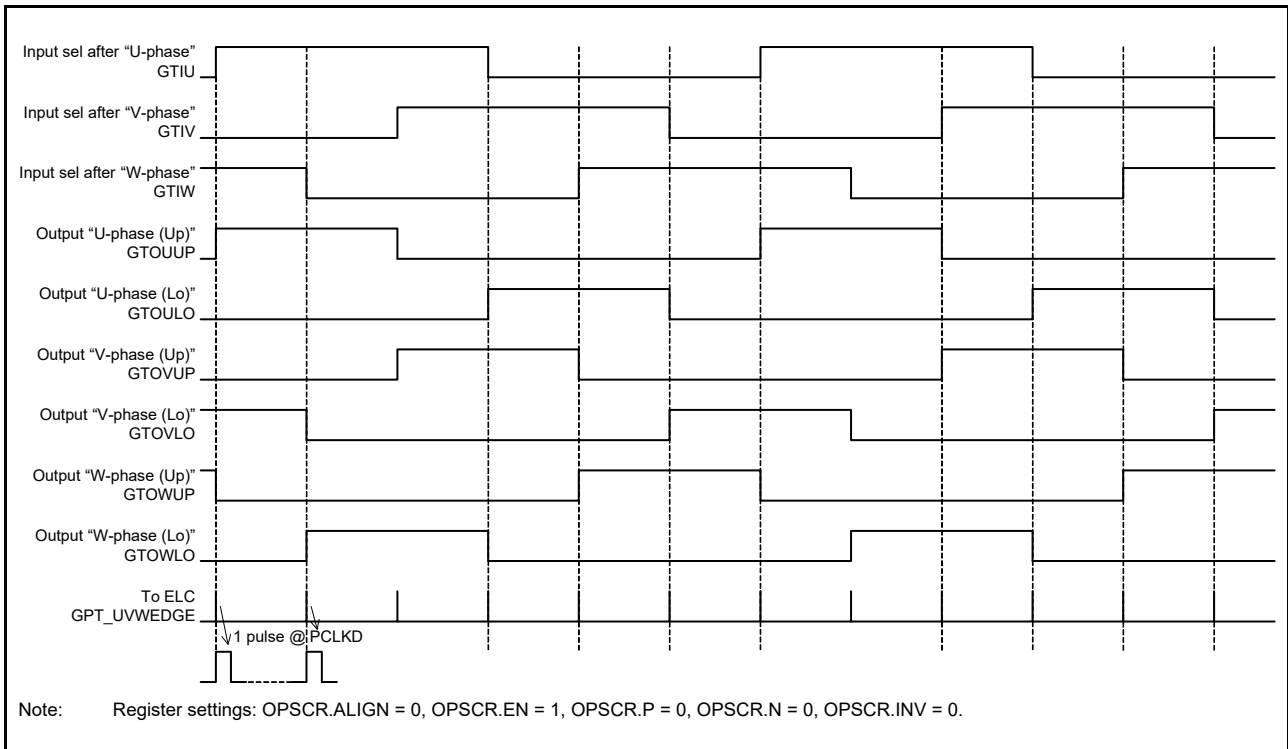 Input sel after “U-phase”
GTIU
Input sel after “V-phase”
GTIV
Input sel after “W-phase”
GTIW
Output “U-phase (Up)”
GTOUUP
Output “U-phase (Lo)”
GTOULO
Output “V-phase (Up)”
GTOVUP
Output “V-phase (Lo)”
GTOVLO
Output “W-phase (Up)”
GTOWUP
Output “W-phase (Lo)”
GTOWLO
To ELC
GPT_UVWEDGE
1 pulse @ PCLKD
Note: Register settings: OPSCR.ALIGN = 0, OPSCR.EN = 1, OPSCR.P = 0, OPSCR.N = 0, OPSCR.INV = 0.